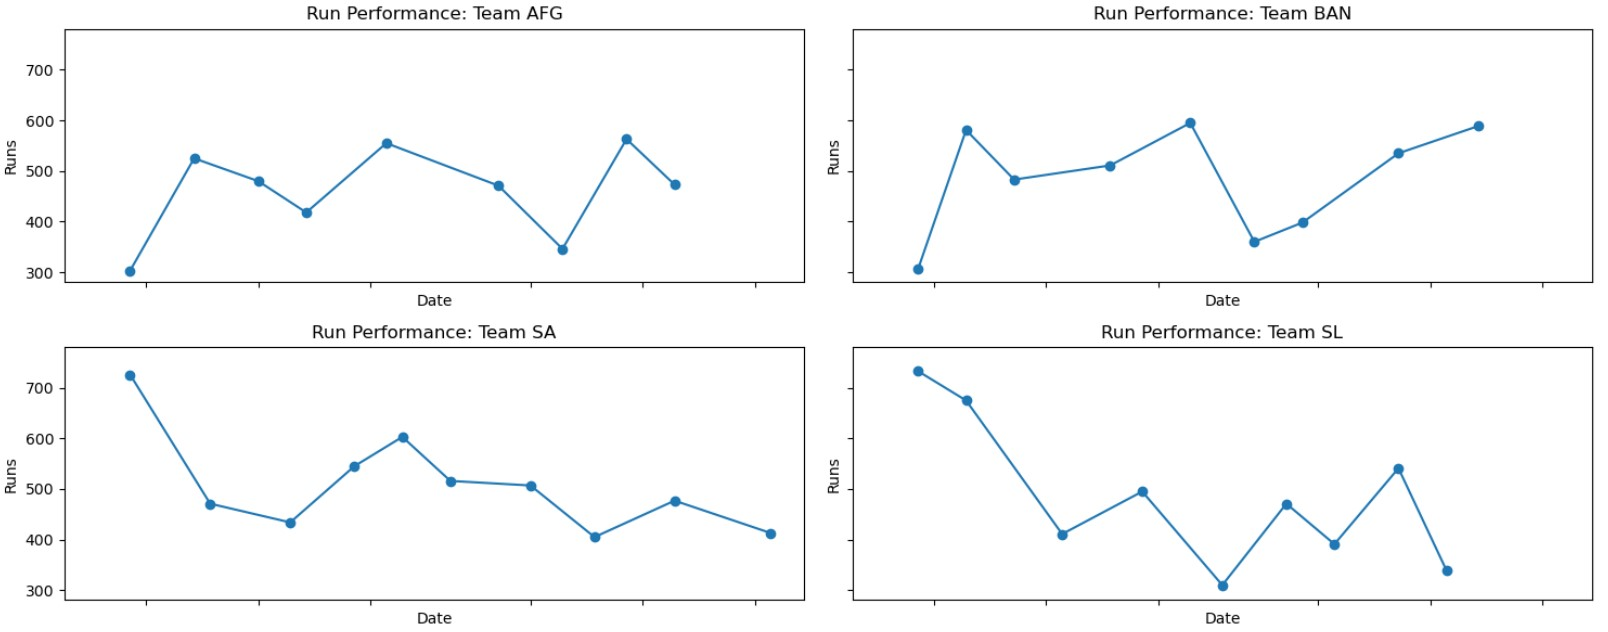 Run Performance: Team AFG
700
600
500
400
300
Runs
Date
Run Performance: Team BAN
Runs
Date
Run Performance: Team SA
700
600
500
400
300
Runs
Date
Run Performance: Team SL
Runs
Date